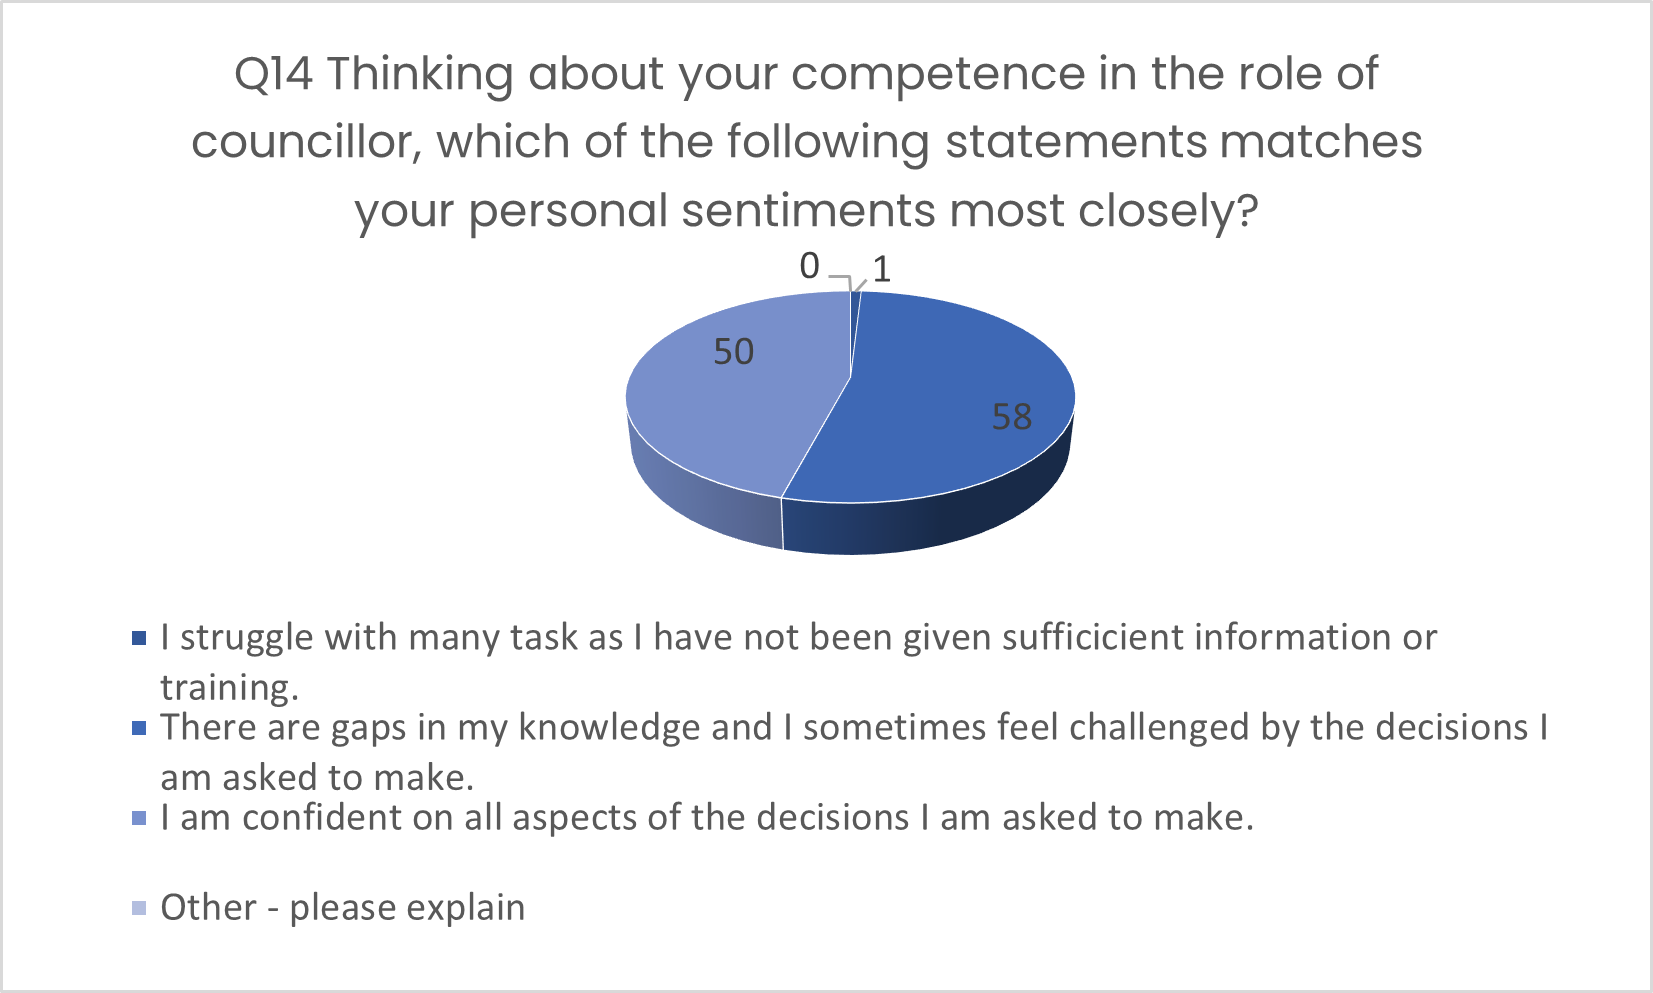 Q14 Thinking about your competence in the role of
councillor, which of the following statements matches
your personal sentiments most closely?
0
1
50
58
I struggle with many task as I have not been given sufficicient information or
training.
There are gaps in my knowledge and I sometimes feel challenged by the decisions I
am asked to make.
I am confident on all aspects of the decisions I am asked to make.
Other - please explain